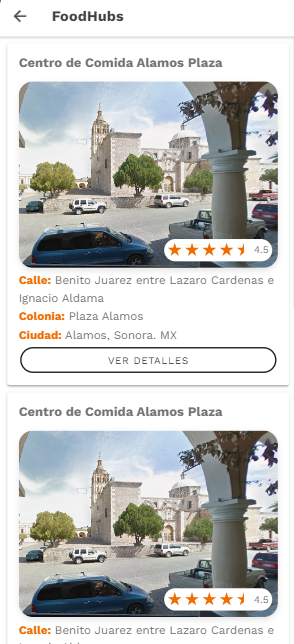 FoodHubs
Centro de Comida Alamos Plaza
4.5
Calle: Benito Juarez entre Lazaro Cardenas e
Ignacio Aldama
Colonia: Plaza Alamos
Ciudad: Alamos, Sonora. MX
VER DETALLES
Centro de Comida Alamos Plaza
4.5
Calle: Benito Juarez entre Lazaro Cardenas e